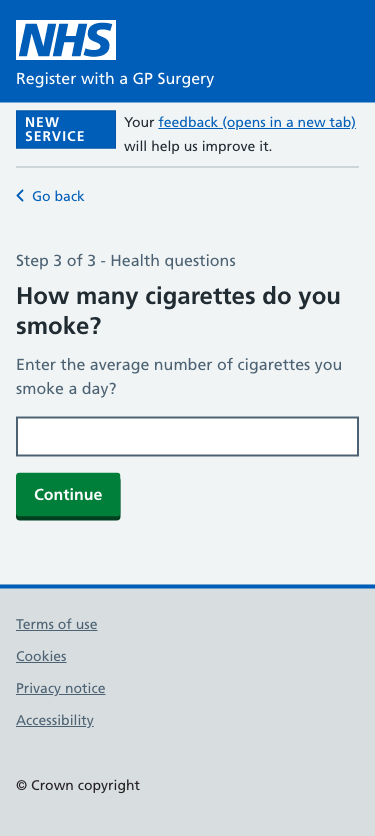 NHS
Register with a GP Surgery
NEW SERVICE
Your feedback (opens in a new tab)
will help us improve it.
Go back
Step 3 of 3 - Health questions
How many cigarettes do you
smoke?
Enter the average number of cigarettes you
smoke a day?
Continue
Terms of use
Cookies
Privacy notice
Accessibility
© Crown copyright